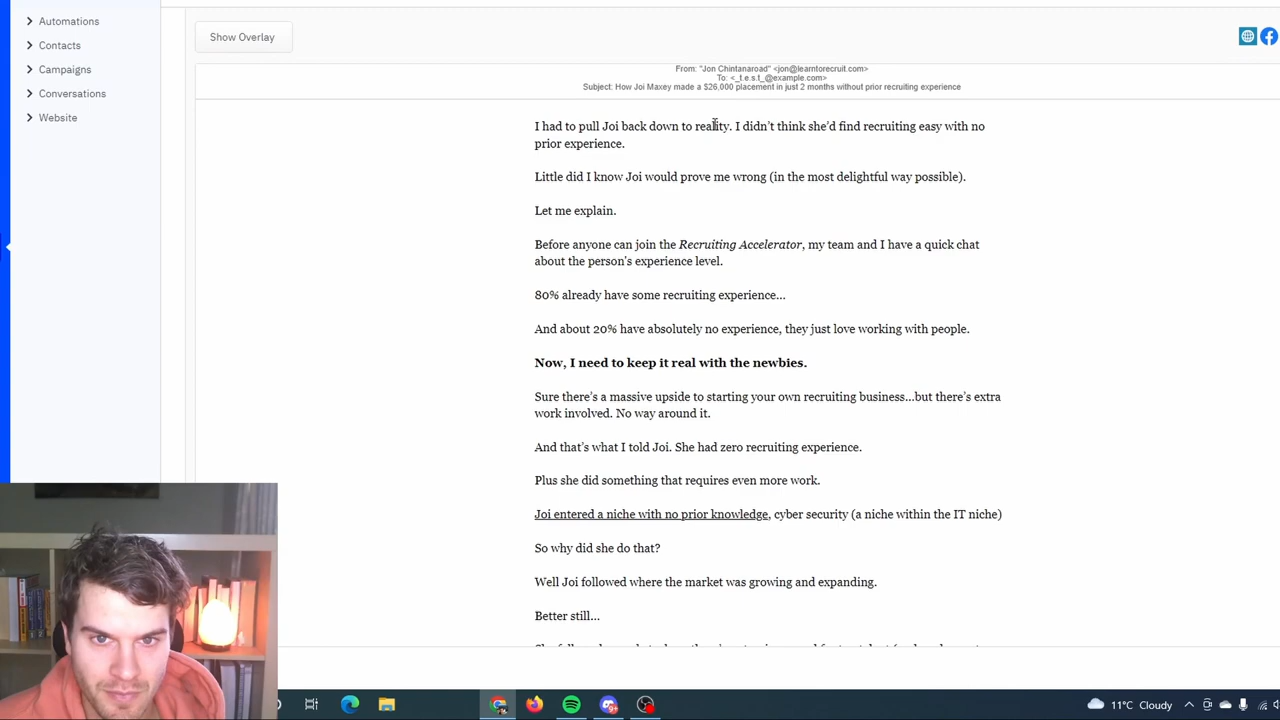 Automations
Contacts
Campaigns
Conversations
Website
Show Overlay
From: "Jon Chintanaroad" <jon@learntorecruit.com>
To: <_t.e.s.t_@example.com>
Subject: How Joi Maxey made a $26,000 placement in just 2 months without prior recruiting experience
I had to pull Joi back down to reality. I didn’t think she’d find recruiting easy with no
prior experience.
Little did I know Joi would prove me wrong (in the most delightful way possible).
Let me explain.
Before anyone can join the Recruiting Accelerator, my team and I have a quick chat
about the person’s experience level.
80% already have some recruiting experience…
And about 20% have absolutely no experience, they just love working with people.
Now, I need to keep it real with the newbies.
Sure there’s a massive upside to starting your own recruiting business…but there’s extra
work involved. No way around it.
And that’s what I told Joi. She had zero recruiting experience.
Plus she did something that requires even more work.
Joi entered a niche with no prior knowledge, cyber security (a niche within the IT niche)
So why did she do that?
Well Joi followed where the market was growing and expanding.
Better still…
11°C Cloudy